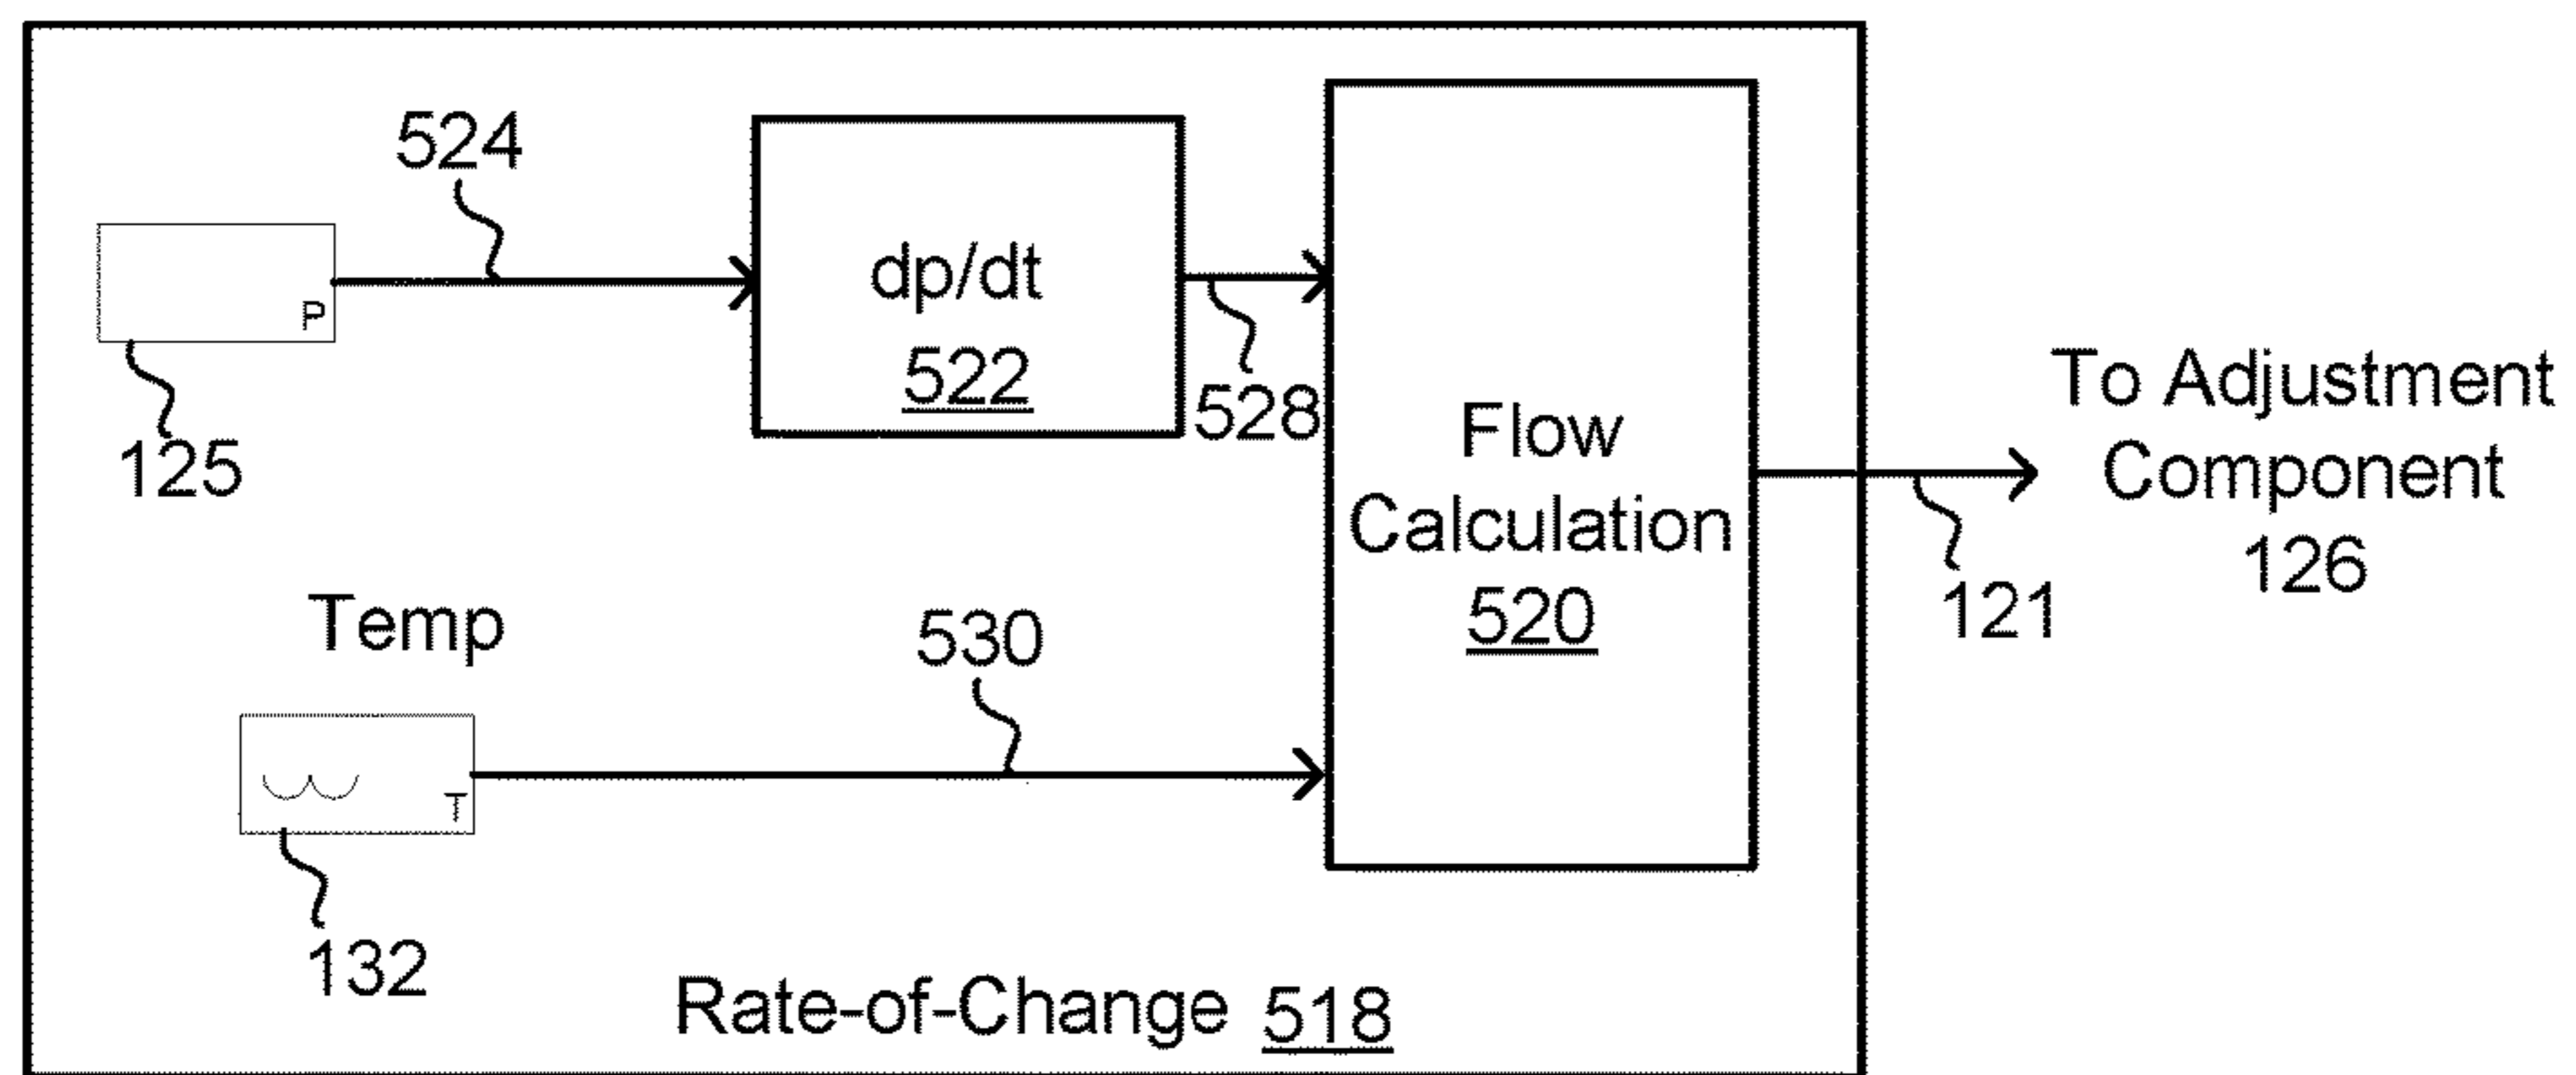 524
dp/dt
522
528
P
125
Flow
Calculation
520
To Adjustment
Component
126
121
Temp
530
T
132
Rate-of-Change 518